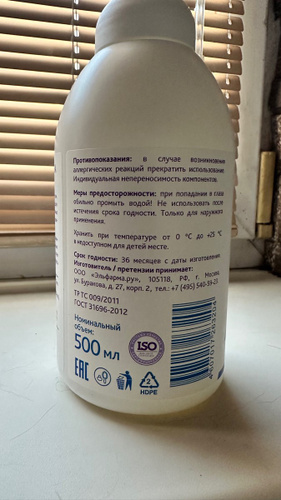 Противопоказания: в случае возникновения
аллергических реакций прекратить использование.
Индивидуальная непереносимость компонентов.
Меры предосторожности: при попадании в глаза
обильно промыть водой! Не использовать после
истечения срока годности. Только для наружного
применения.
Хранить при температуре от 0 °С до +25 °С
в недоступном для детей месте.
Срок годности: 36 месяцев с даты изготовления.
Изготовитель / претензии принимает:
ООО «Эльфарма.ру», 105118, РФ, г. Москва,
ул. Буракова, д. 27, корп. 2, тел.: +7 (495) 540-39-23
ТР ТС 009/2011
ГОСТ 31696-2012
Номинальный
объем:
500 мл
ISO
EAC
2
HDPE